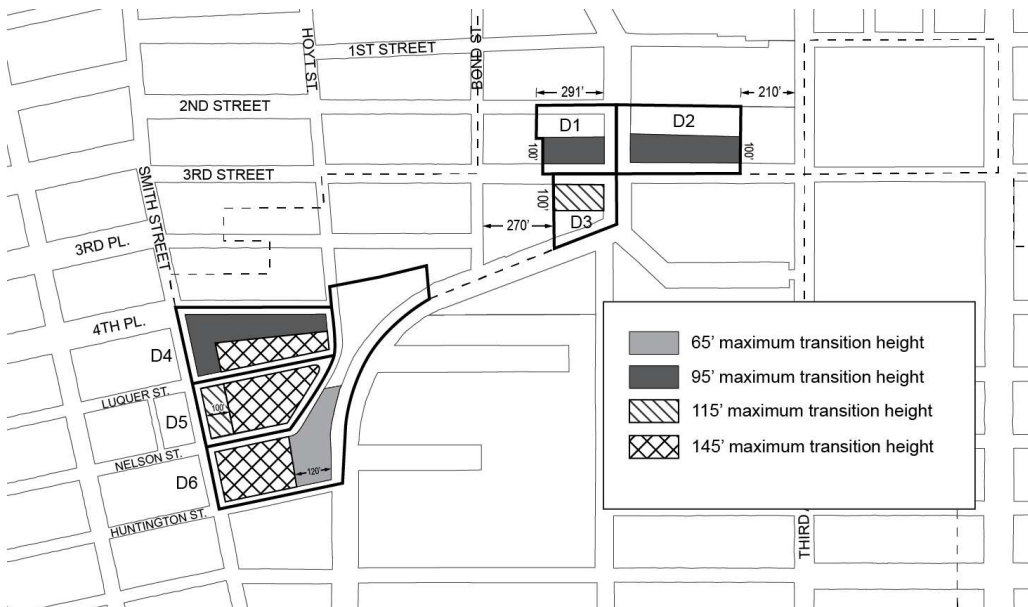 1ST STREET
HOYT ST.
BOND ST
2ND STREET
291'
210'
D1
D2
100'
100'
3RD STREET
SMITH STREET
100'
D3
270'
3RD PL.
4TH PL.
D4
LUQUER ST.
100'
D5
NELSON ST.
D6
120'
HUNTINGTON ST.
THIRD
65' maximum transition height
95' maximum transition height
115' maximum transition height
145' maximum transition height